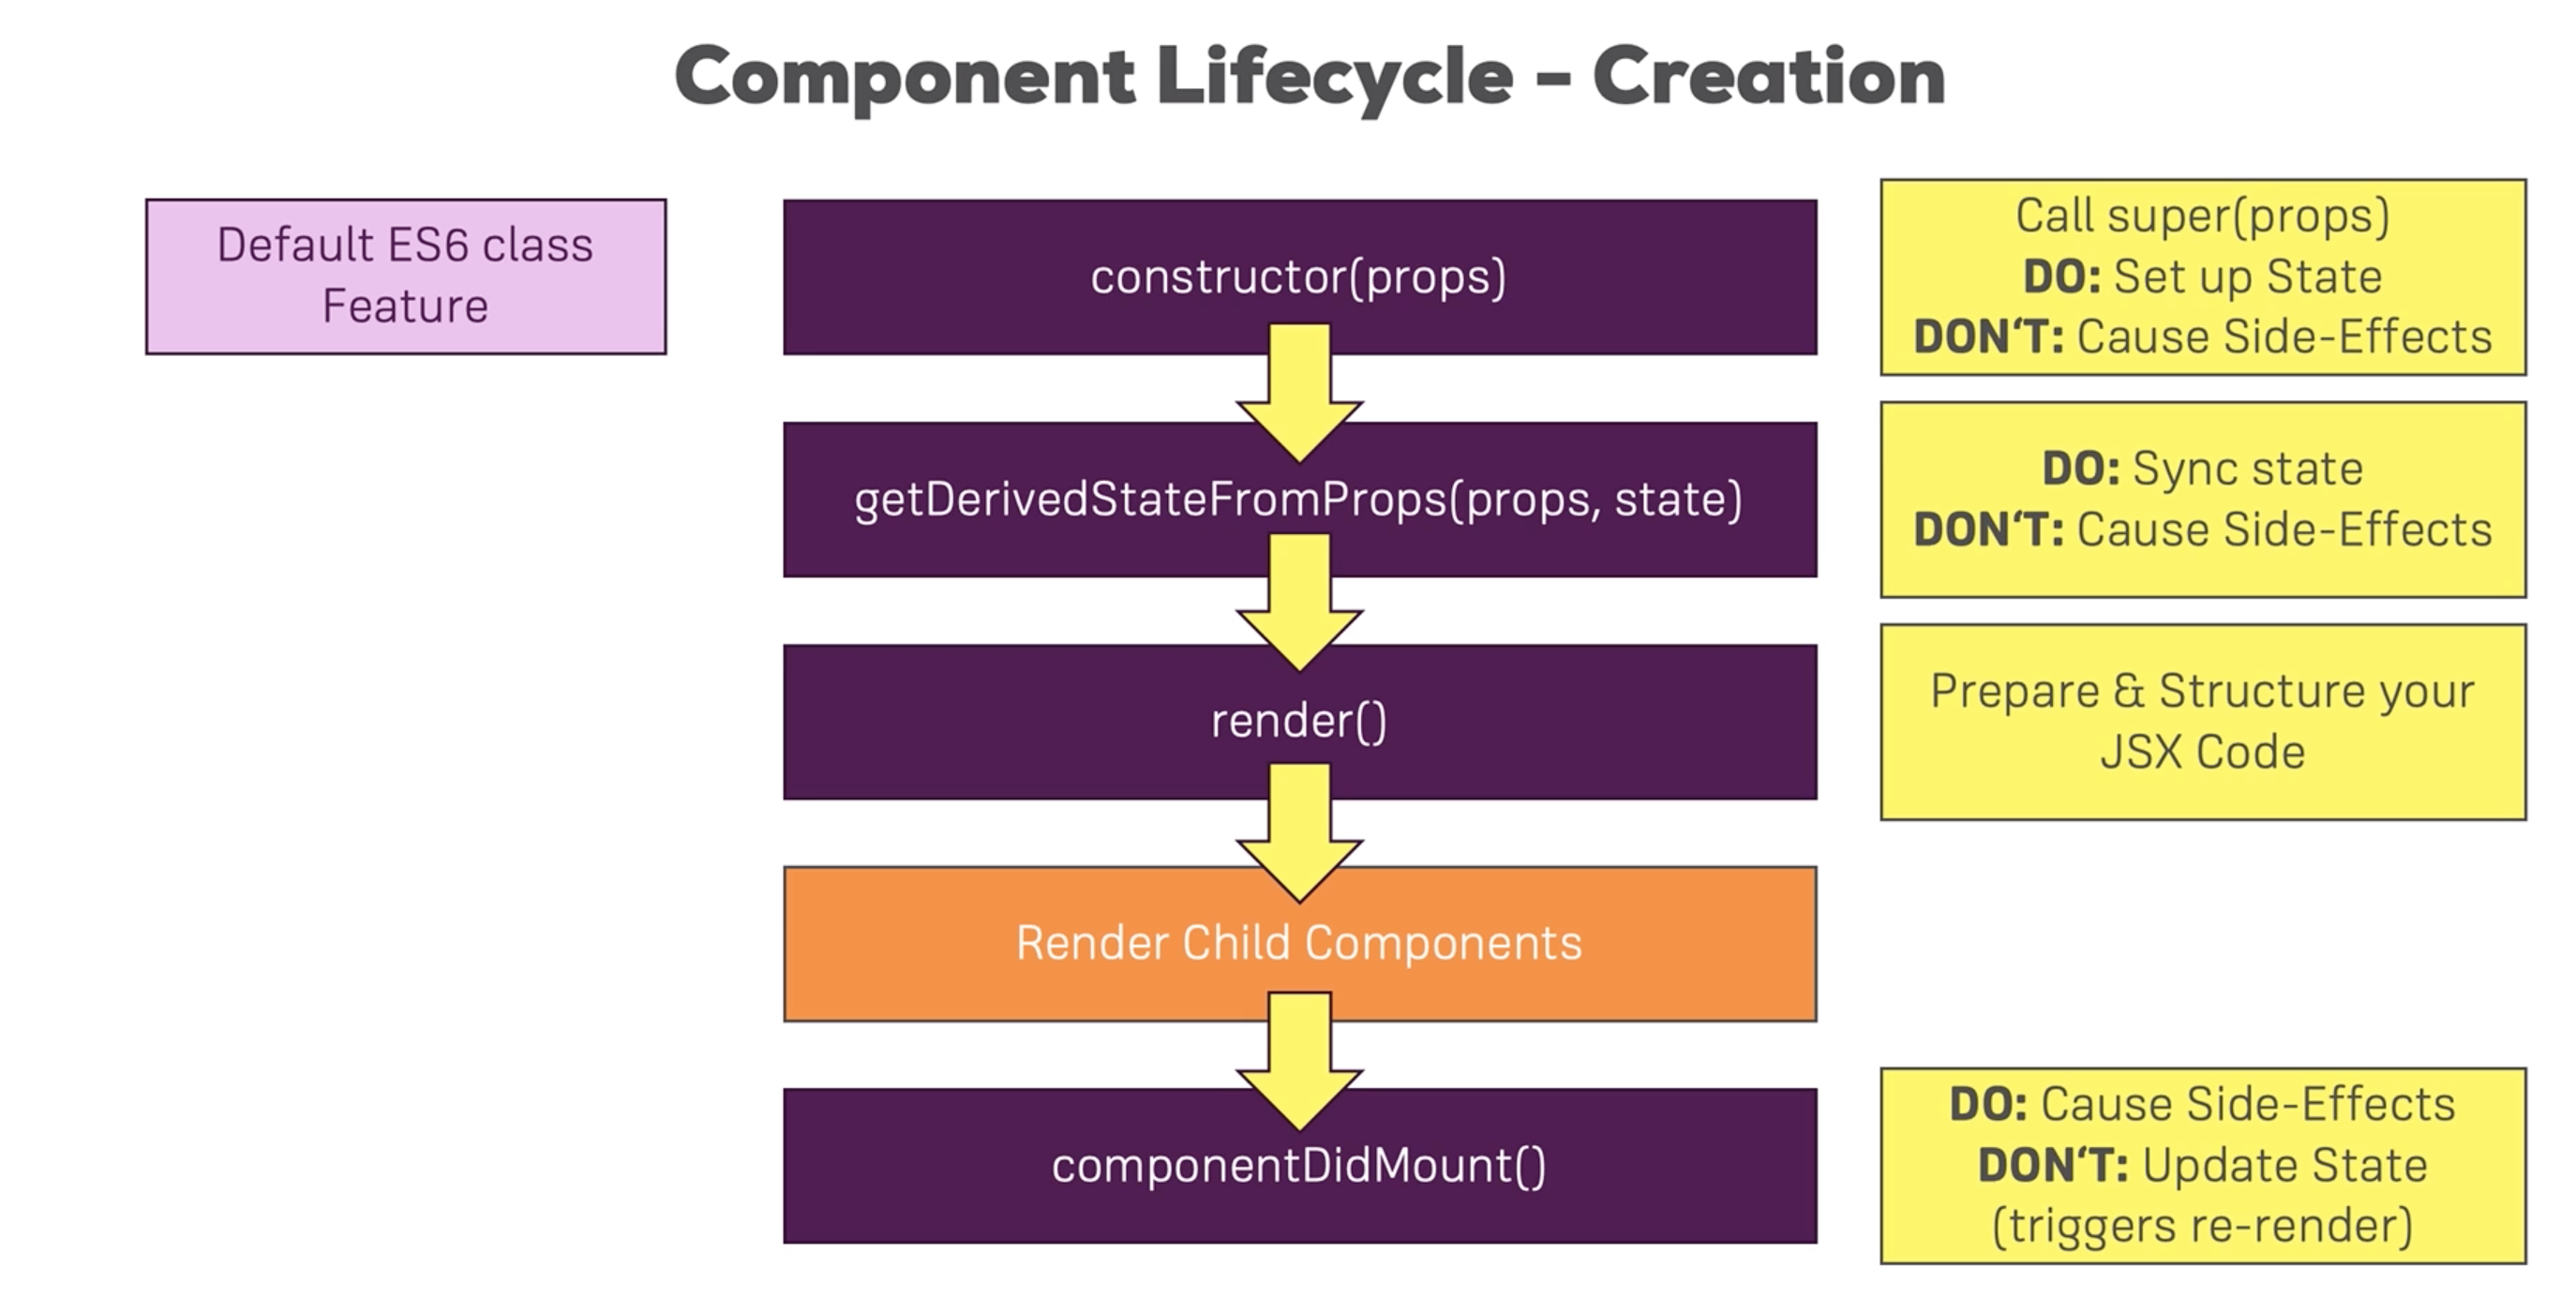 Component Lifecycle – Creation
Default ES6 class
Feature
constructor(props)
Call super(props)
DO: Set up State
DON‘T: Cause Side-Effects
getDerivedStateFromProps(props, state)
DO: Sync state
DON‘T: Cause Side-Effects
render()
Prepare & Structure your
JSX Code
Render Child Components
componentDidMount()
DO: Cause Side-Effects
DON‘T: Update State
(triggers re-render)